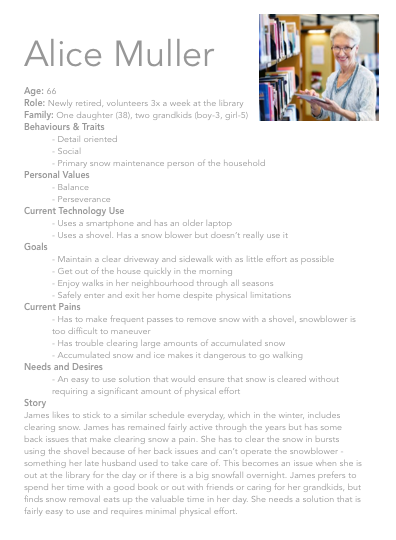 Alice Muller
Age: 66
Role: Newly retired, volunteers 3x a week at the library
Family: One daughter (38), two grandkids (boy-3, girl-5)
Behaviours & Traits
- Detail oriented
- Social
- Primary snow maintenance person of the household
Personal Values
- Balance
- Perseverance
Current Technology Use
- Uses a smartphone and has an older laptop
- Uses a shovel. Has a snow blower but doesn't really use it
Goals
- Maintain a clear driveway and sidewalk with as little effort as possible
- Get out of the house quickly in the morning
- Enjoy walks in her neighbourhood through all seasons
- Safely enter and exit her home despite physical limitations
Current Pains
- Has to make frequent passes to remove snow with a shovel, snowblower is
too difficult to maneuver
- Has trouble clearing large amounts of accumulated snow
- Accumulated snow and ice makes it dangerous to go walking
Needs and Desires
- An easy to use solution that would ensure that snow is cleared without
requiring a significant amount of physical effort
Story
James likes to stick to a similar schedule everyday, which in the winter, includes
clearing snow. James has remained fairly active through the years but has some
back issues that make clearing snow a pain. She has to clear the snow in bursts
using the shovel because of her back issues and can't operate the snowblower -
something her late husband used to take care of. This becomes an issue when she is
out at the library for the day or if there is a big snowfall overnight. James prefers to
spend her time with a good book or out with friends or caring for her grandkids, but
finds snow removal eats up the valuable time in her day. She needs a solution that is
fairly easy to use and requires minimal physical effort.